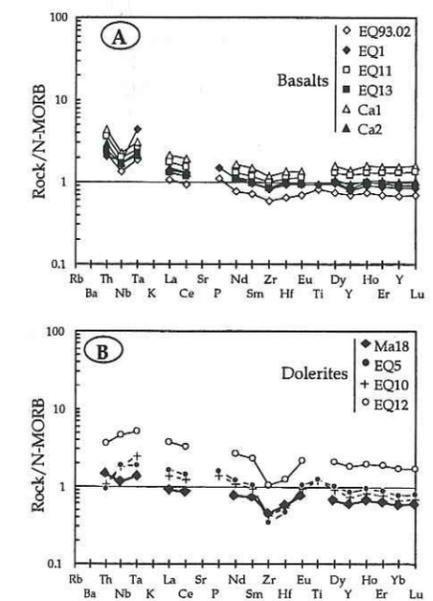 100
A
EQ93.02
EQ1
EQ11
EQ13
Ca1
Ca2
Basalts
10
1
0.1
Rock/N-MORB
Rb Th Ta La Sr Nd Zr Eu Dy Ho Y Lu
Ba Nb K Ce P Sm Hf Ti Y Er
100
B
Ma18
EQ5
EQ10
EQ12
Dolerites
10
1
0.1
Rock/N-MORB
Rb Th Ta La Sr Nd Zr Eu Dy Ho Yb Lu
Ba Nb K Ce P Sm Hf Ti Y Er